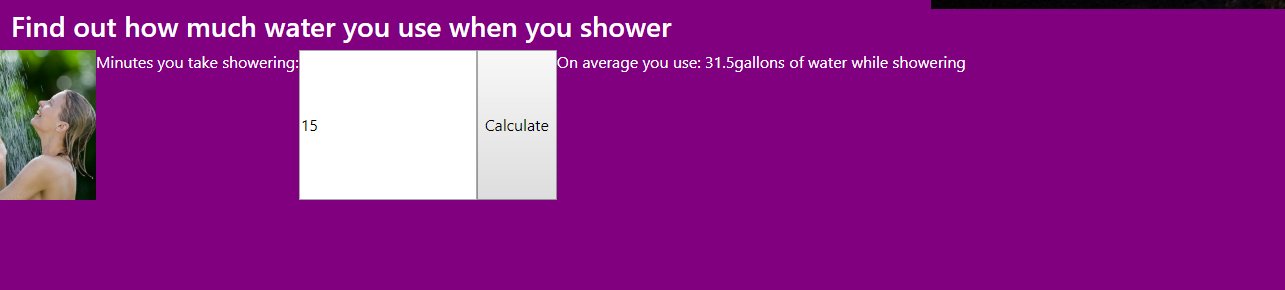 Find out how much water you use when you shower
Minutes you take showering: 15 Calculate On average you use: 31.5gallons of water while showering